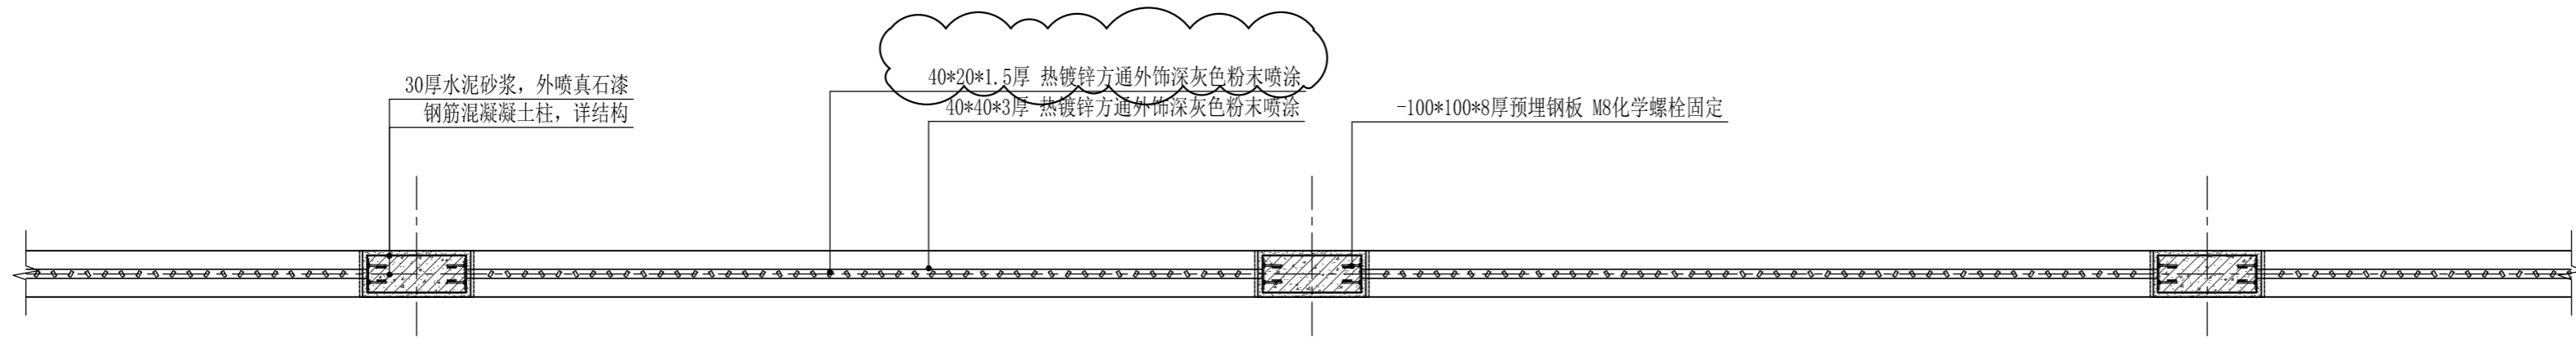 30厚水泥砂浆，外喷真石漆
钢筋混凝凝土柱，详结构
40*20*1.5厚 热镀锌方通外饰深灰色粉末喷涂
40*40*3厚 热镀锌方通外饰深灰色粉末喷涂
-100*100*8厚预埋钢板 M8化学螺栓固定